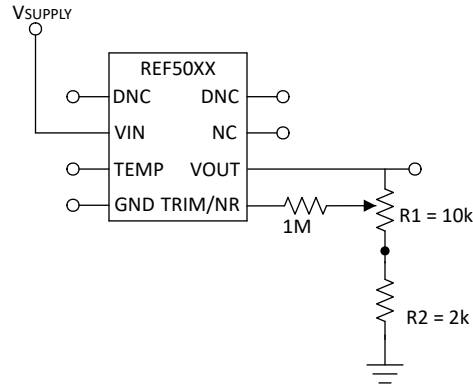 VSUPPLY
REF50XX
DNC DNC
VIN NC
TEMP VOUT
GND TRIM/NR
1M
R1 = 10k
R2 = 2k